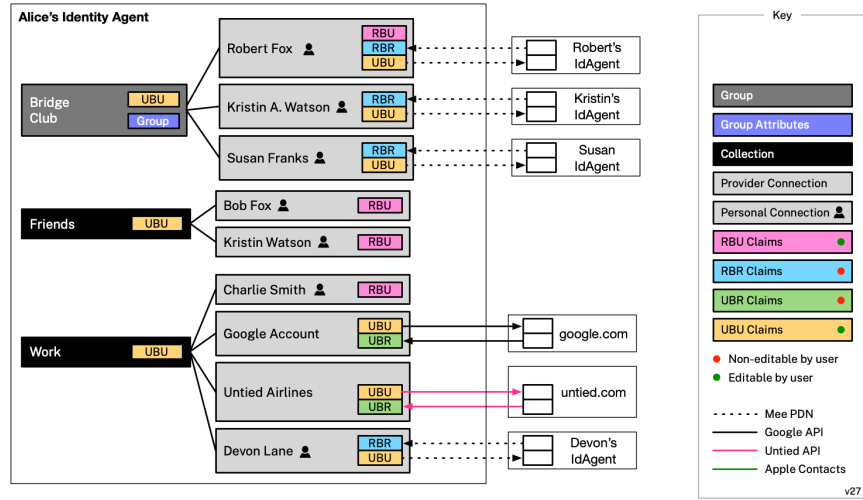 Alice's Identity Agent
Bridge
Club
UBU
Group
Robert Fox
RBU
RBR
UBU
Robert's
IdAgent
Kristin A. Watson
RBR
UBU
Kristin's
IdAgent
Susan Franks
RBR
UBU
Susan
IdAgent
Friends
UBU
Bob Fox
RBU
Kristin Watson
RBU
Work
UBU
Charlie Smith
RBU
Google Account
UBU
UBR
google.com
Untied Airlines
UBU
UBR
untied.com
Devon Lane
RBR
UBU
Devon's
IdAgent
Key
Group
Group Attributes
Collection
Provider Connection
Personal Connection
RBU Claims
RBR Claims
UBR Claims
UBU Claims
Non-editable by user
Editable by user
Mee PDN
Google API
Untied API
Apple Contacts
v27